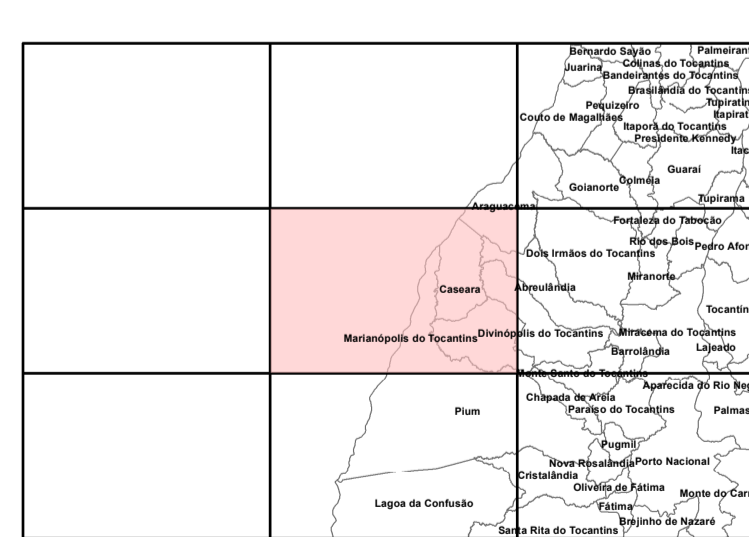 Bernardo Sayão
Palmeirant
Juarina
Colinas do Tocantins
Bandeirantes do Tocantins
Brasilândia do Tocantins
Pequizeiro
Tupiratin
Couto de Magalhães
Itapirat
Itaporã do Tocantins
Presidente Kennedy
Itac
Guaraí
Colméia
Goianorte
Tupirama
Araguacema
Fortaleza do Tabocão
Rio dos Bois
Pedro Afor
Dois Irmãos do Tocantins
Miranorte
Caseara
Abreulândia
Tocantín
Divinópolis do Tocantins
Miracema do Tocantins
Marianópolis do Tocantins
Lajeado
Barrolândia
Monte Santo do Tocantins
Aparecida do Rio Neg
Chapada de Areia
Pium
Paraíso do Tocantins
Palmas
Pugmil
Nova Rosalândia
Porto Nacional
Cristalândia
Oliveira de Fátima
Monte do Carr
Lagoa da Confusão
Fátima
Brejinho de Nazaré
Santa Rita do Tocantins